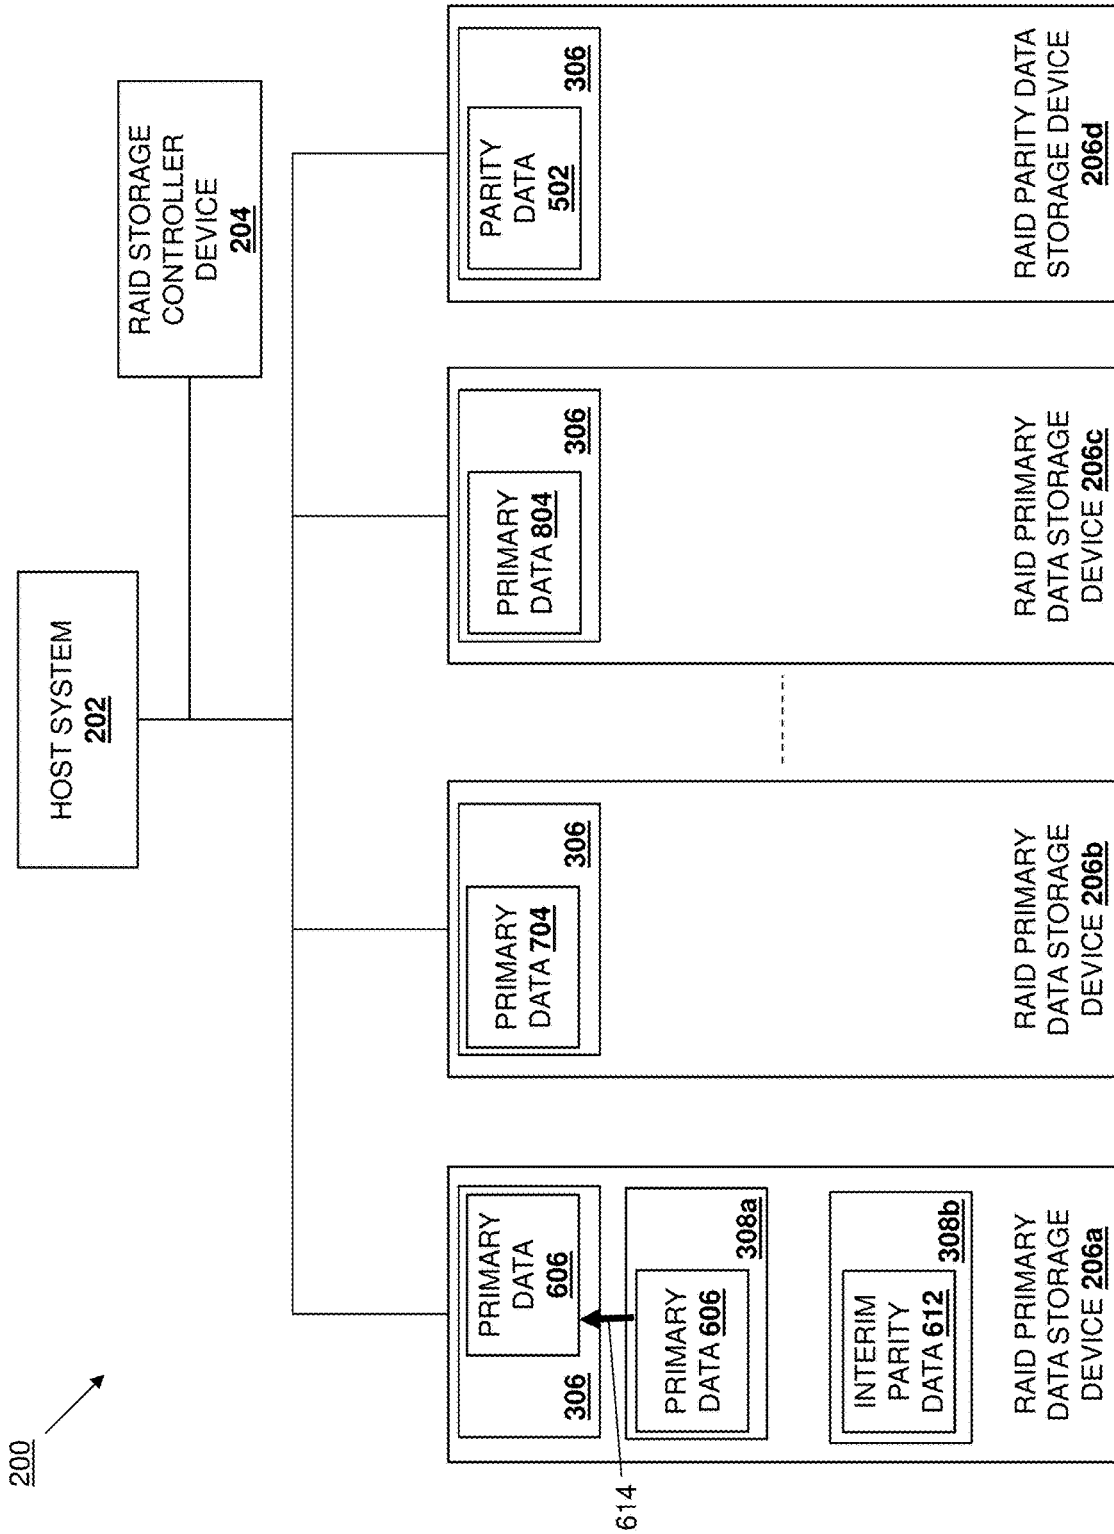 200
HOST SYSTEM
202
RAID STORAGE
CONTROLLER
DEVICE
204
PRIMARY
DATA
606
306
PRIMARY
DATA 606
308a
614
INTERIM
PARITY
DATA 612
308b
RAID PRIMARY
DATA STORAGE
DEVICE 206a
PRIMARY
DATA 704
306
RAID PRIMARY
DATA STORAGE
DEVICE 206b
PRIMARY
DATA 804
306
RAID PRIMARY
DATA STORAGE
DEVICE 206c
PARITY
DATA
502
306
RAID PARITY DATA
STORAGE DEVICE
206d